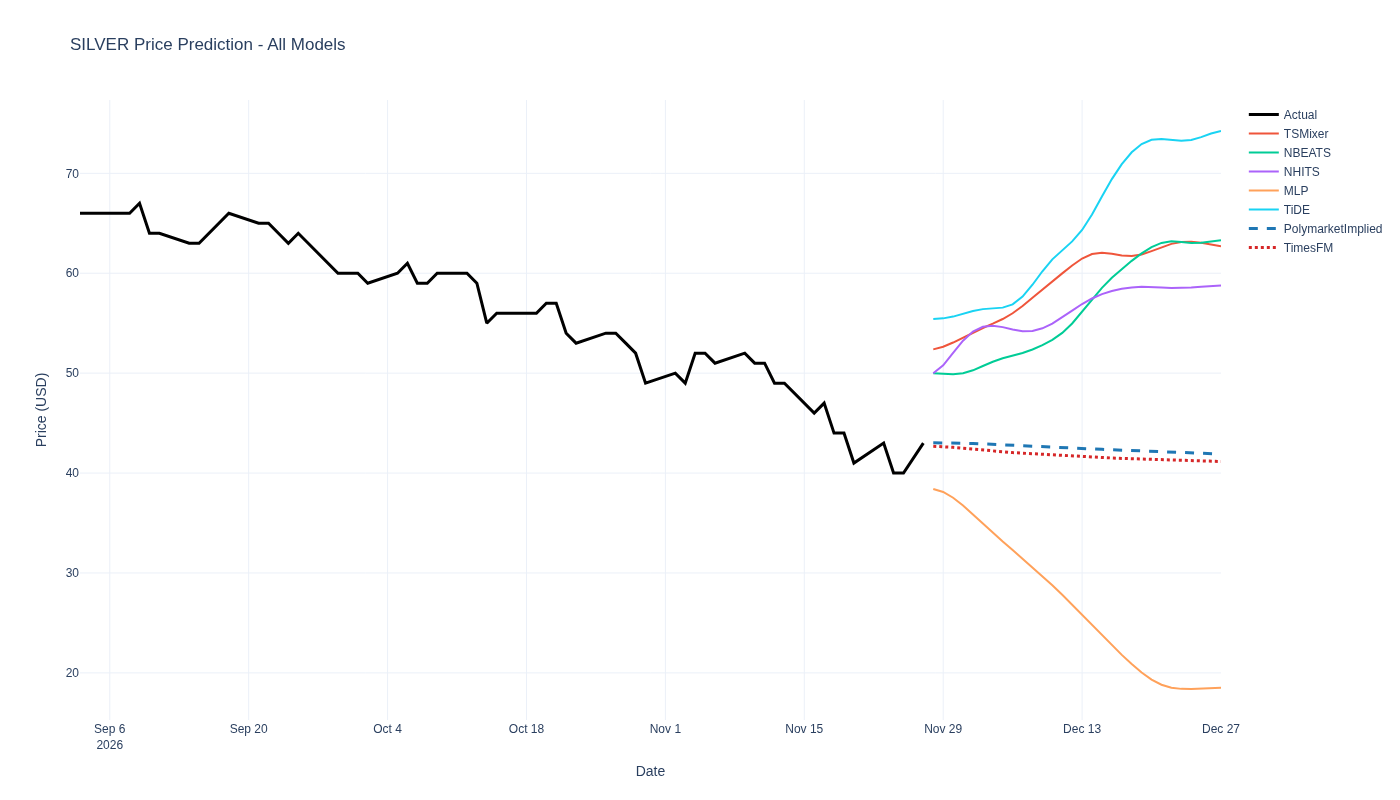 SILVER Price Prediction - All Models
Actual
TSMixer
NBEATS
NHITS
MLP
TiDE
PolymarketImplied
TimesFM
Price (USD)
70
60
50
40
30
20
Sep 6
2026
Sep 20
Oct 4
Oct 18
Nov 1
Nov 15
Nov 29
Dec 13
Dec 27
Date